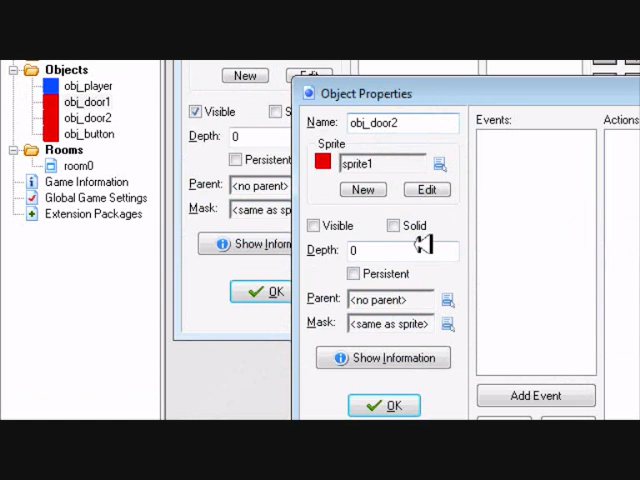 Objects
obj_player
obj_door1
obj_door2
obj_button
Rooms
room0
Game Information
Global Game Settings
Extension Packages
New
Edit
Visible
S
Depth: 0
Persistent
Parent: <no parent>
Mask: <same as sp
Show Inform
OK
Object Properties
Name: obj_door2
Sprite
sprite1
New
Edit
Visible
Solid
Depth: 0
Persistent
Parent: <no parent>
Mask: <same as sprite>
Show Information
OK
Events:
Actions
Add Event